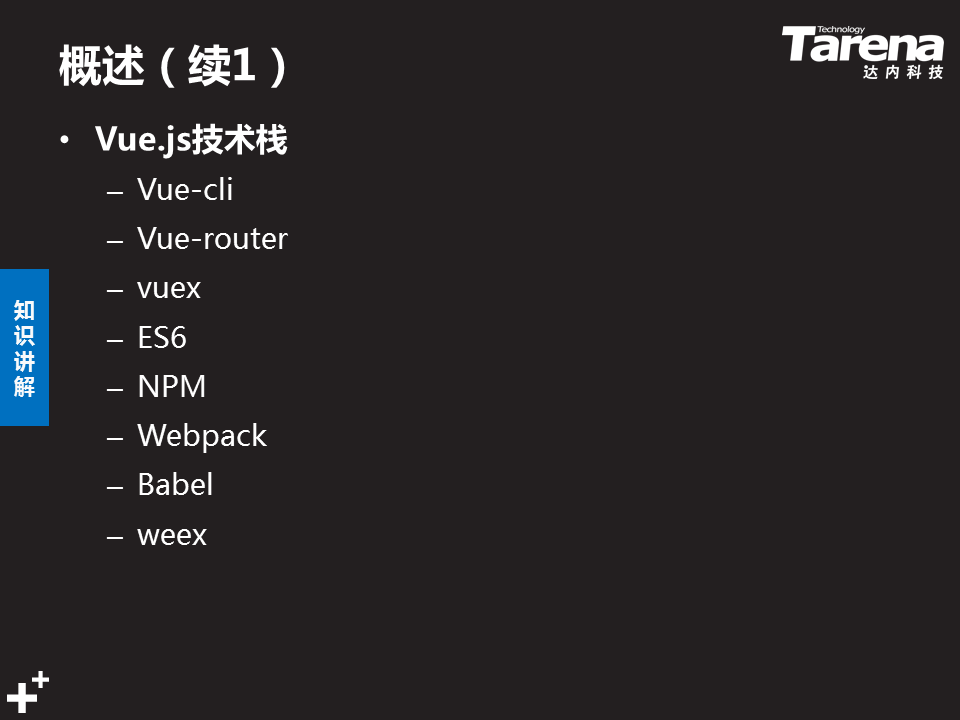 概述（续1）
Technology
Tarena
达内科技
• Vue.js技术栈
– Vue-cli
– Vue-router
– vuex
– ES6
– NPM
– Webpack
– Babel
– weex
知识讲解